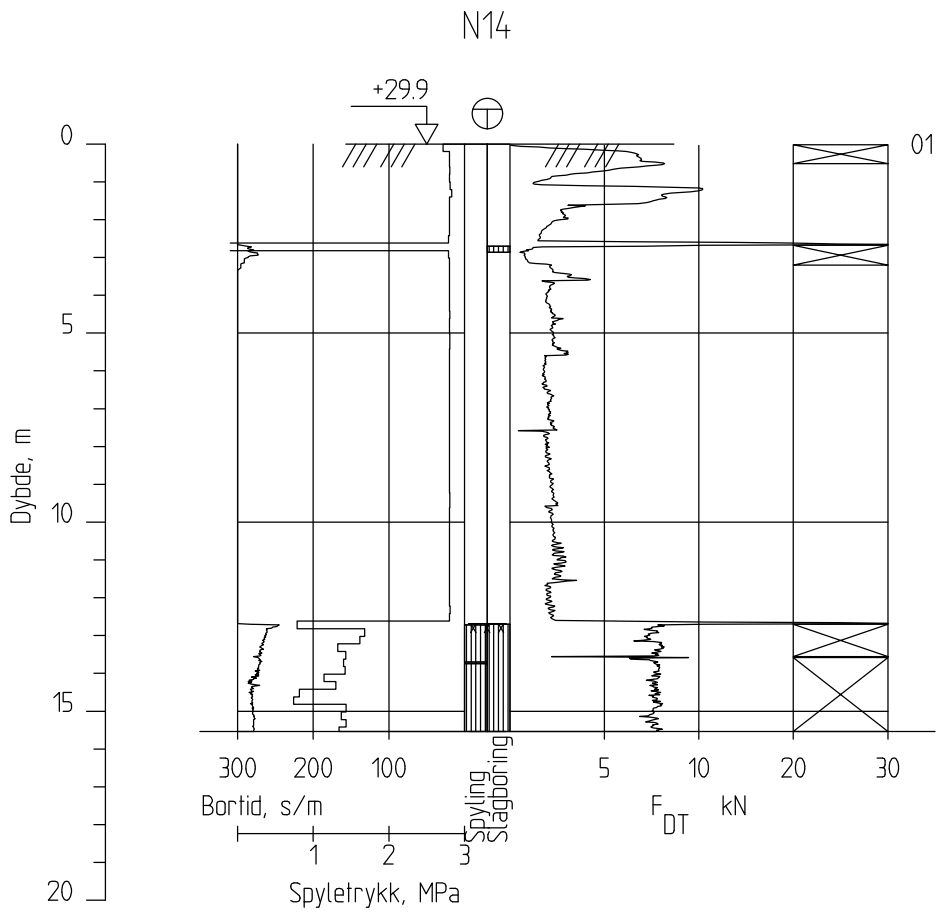 N14
+29.9
0
01
5
10
15
20
Dybde, m
300 200 100
5 10 20 30
Bortid, s/m
Spyling
Slagboring
F DT kN
1 2 3
Spyletrykk, MPa